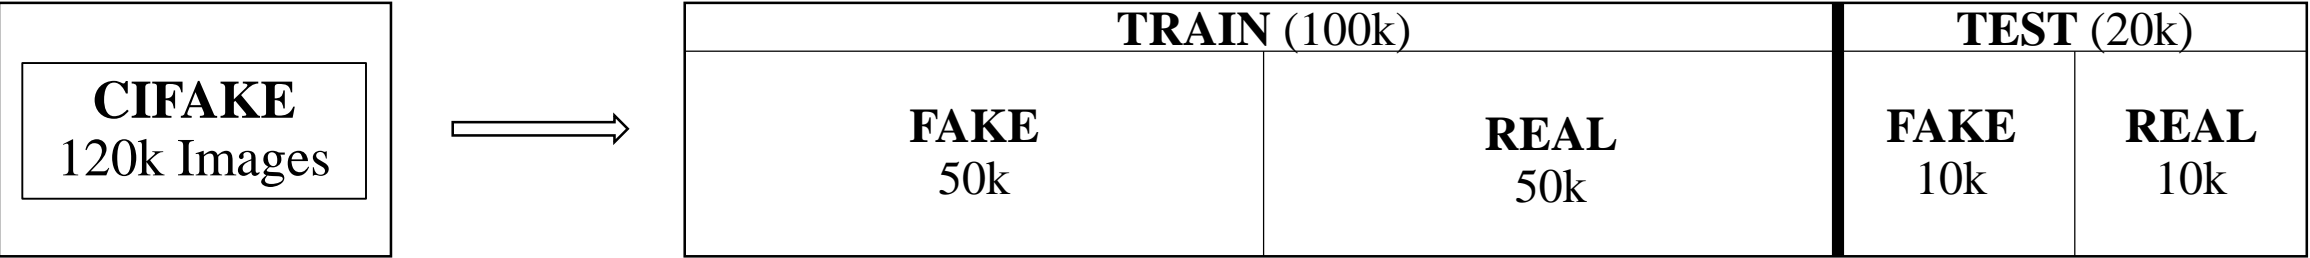 CIFAKE
120k Images
TRAIN (100k)
FAKE
50k
REAL
50k
TEST (20k)
FAKE
10k
REAL
10k